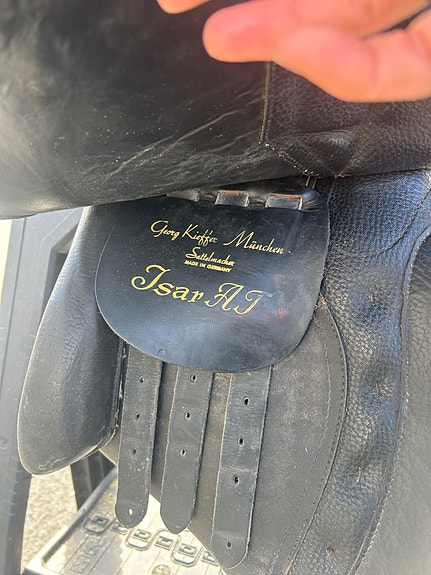 Georg Kieffer München
Sattelmacher
MADE IN GERMANY
Isar AT